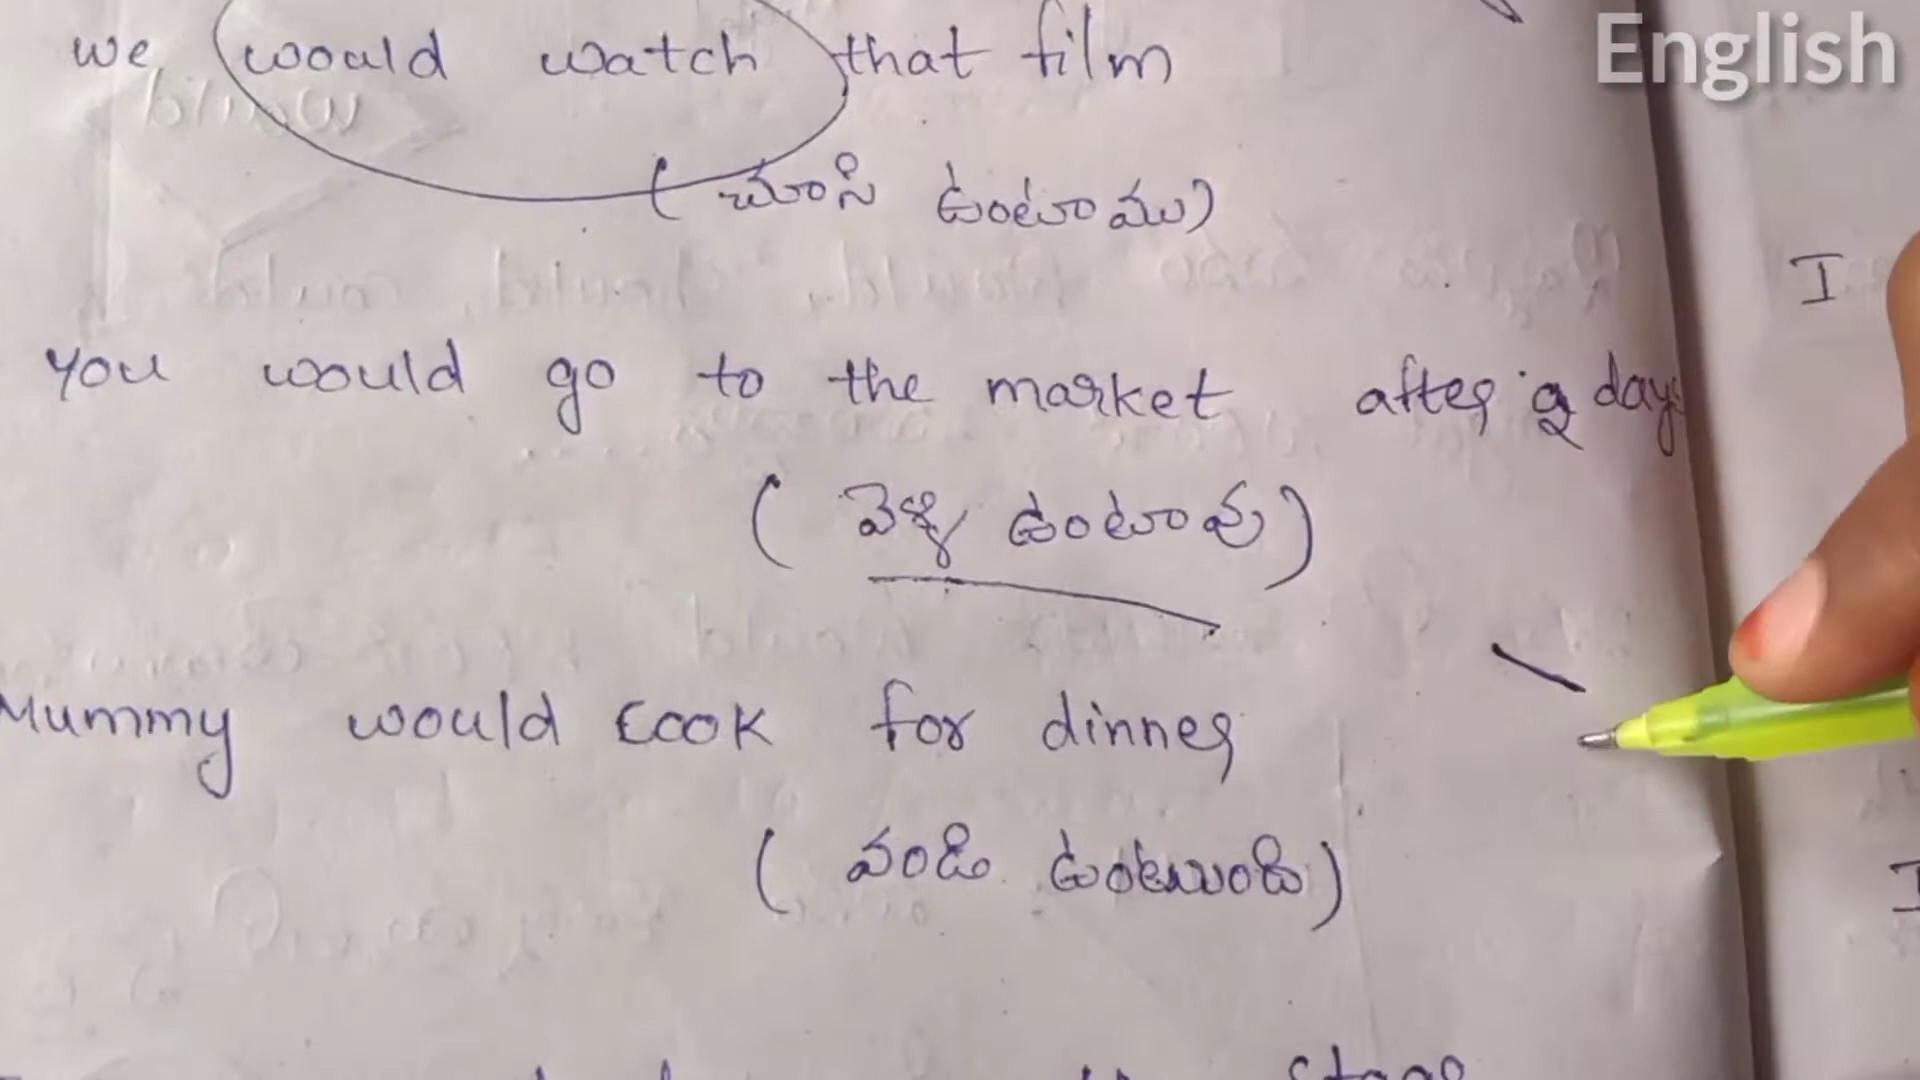 English
we would watch that film
( చూసి ఉంటాము)
You would go to the market after 2 days
( వెళ్ళి ఉంటావు)
Mummy would cook for dinner
( వండి ఉంటుంది)
I